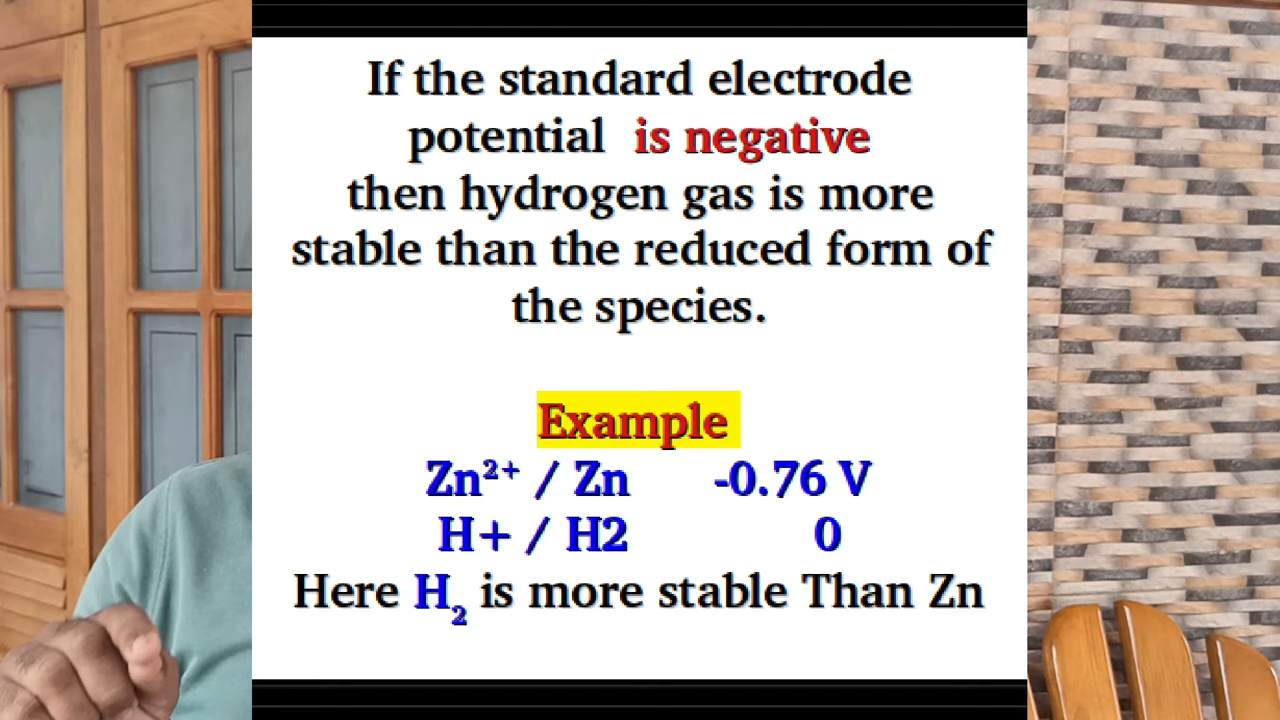 If the standard electrode
potential is negative
then hydrogen gas is more
stable than the reduced form of
the species.
Example
Zn²⁺ / Zn -0.76 V
H+ / H2 0
Here H₂ is more stable Than Zn